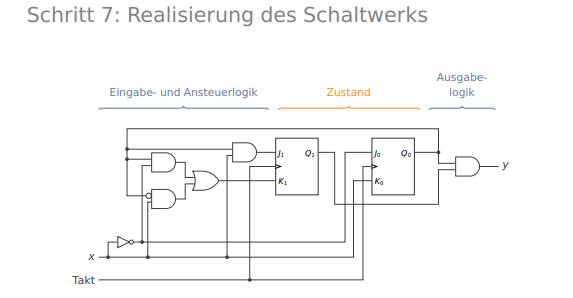 Schritt 7: Realisierung des Schaltwerks
Eingabe- und Ansteuerlogik
Zustand
Ausgabe-
logik
J₁ Q₁
K₁
J₀ Q₀
K₀
y
x
Takt